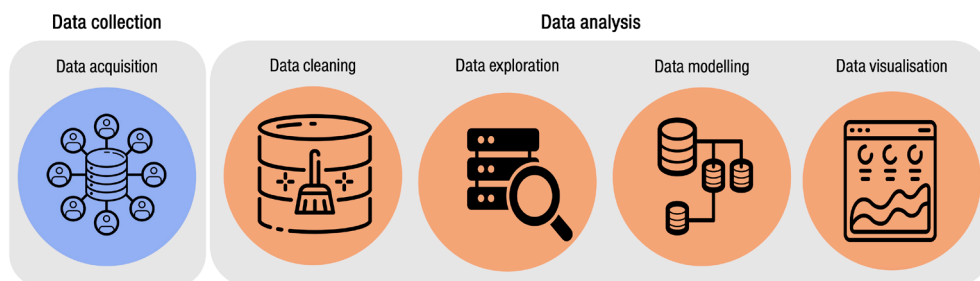 Data collection
Data analysis
Data acquisition
Data cleaning
Data exploration
Data modelling
Data visualisation